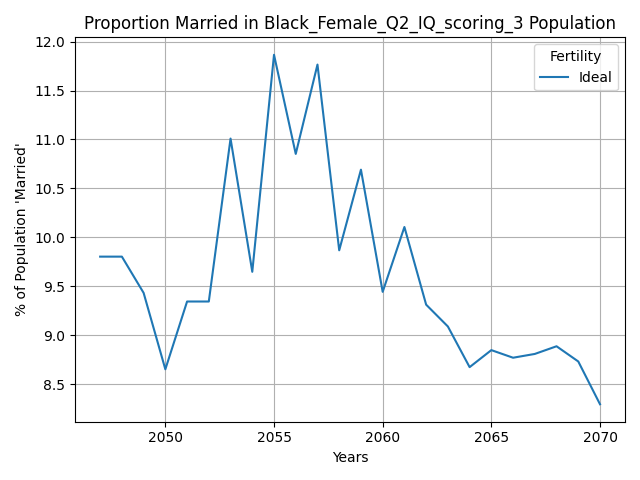 Proportion Married in Black_Female_Q2_IQ_scoring_3 Population
12.0
11.5
11.0
10.5
10.0
9.5
9.0
8.5
% of Population 'Married'
Fertility
Ideal
2050 2055 2060 2065 2070
Years